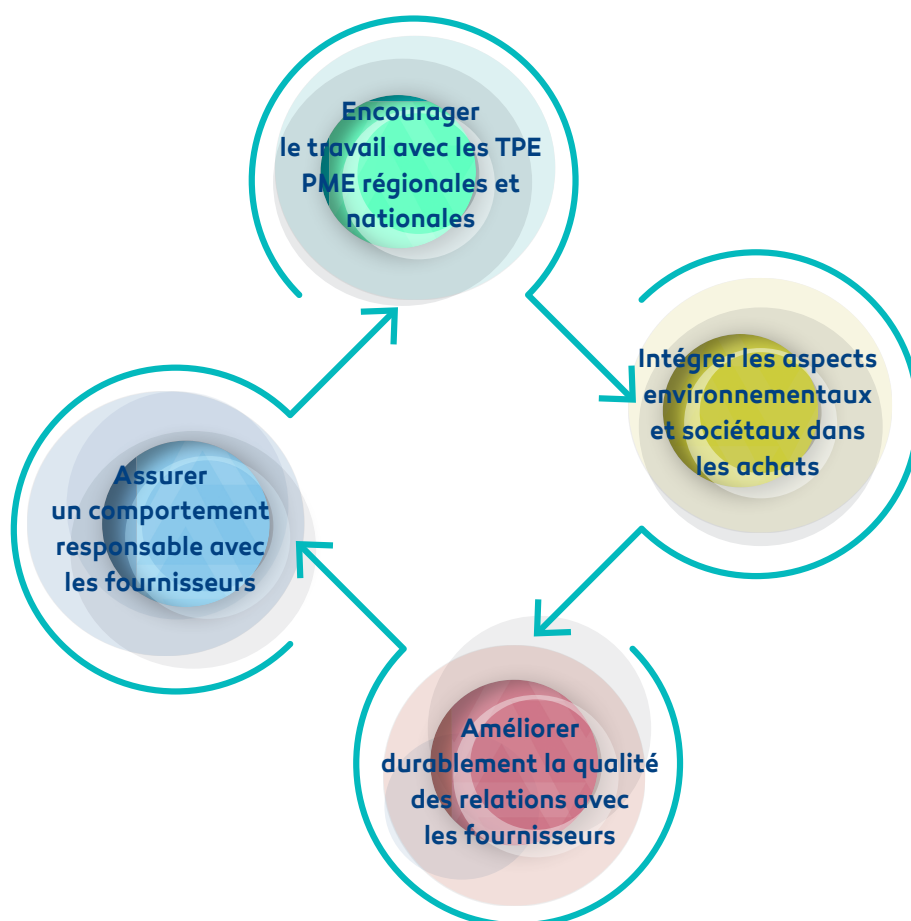 Encourager
le travail avec les TPE
PME régionales et
nationales
Intégrer les aspects
environnementaux
et sociétaux dans
les achats
Assurer
un comportement
responsable avec
les fournisseurs
Améliorer
durablement la qualité
des relations avec
les fournisseurs